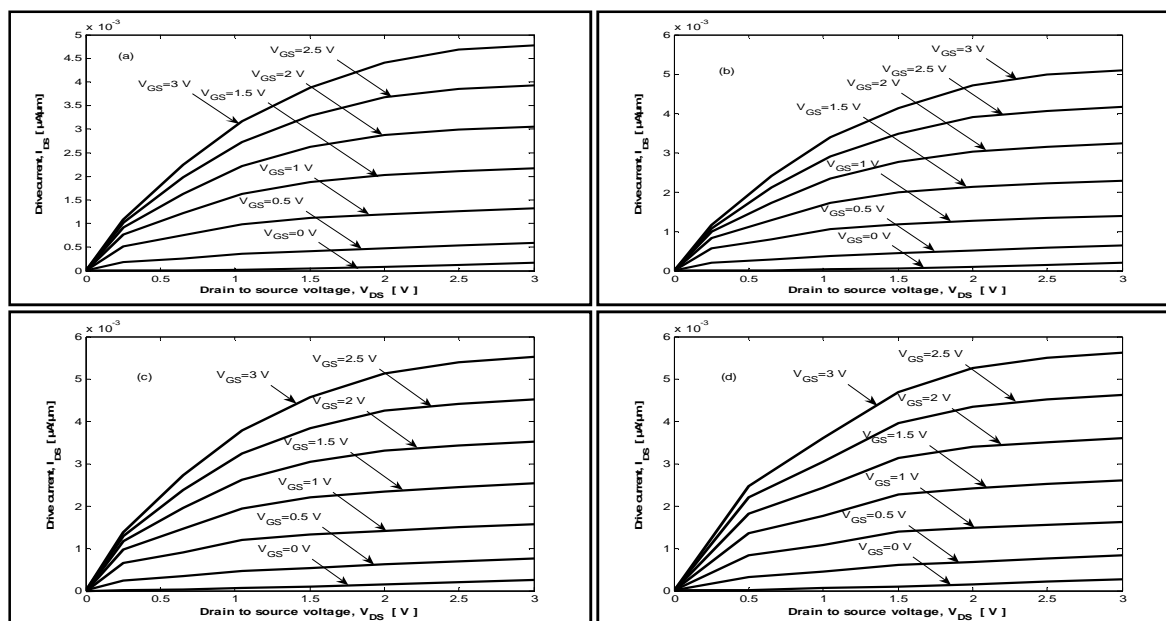 x 10⁻³
5
4.5
4
3.5
3
2.5
2
1.5
1
0.5
0
Drive current, I_DS [ µA/µm]
(a)
V_GS=2.5 V
V_GS=2 V
V_GS=3 V
V_GS=1.5 V
V_GS=1 V
V_GS=0.5 V
V_GS=0 V
0 0.5 1 1.5 2 2.5 3
Drain to source voltage, V_DS [ V]
x 10⁻³
6
5
4
3
2
1
0
Drive current, I_DS [ µA/µm]
(b)
V_GS=3 V
V_GS=2.5 V
V_GS=2 V
V_GS=1.5 V
V_GS=1 V
V_GS=0.5 V
V_GS=0 V
0 0.5 1 1.5 2 2.5 3
Drain to source voltage, V_DS [ V]
x 10⁻³
6
5
4
3
2
1
0
Drive current, I_DS [ µA/µm]
(c)
V_GS=2.5 V
V_GS=3 V
V_GS=2 V
V_GS=1.5 V
V_GS=1 V
V_GS=0.5 V
V_GS=0 V
0 0.5 1 1.5 2 2.5 3
Drain to source voltage, V_DS [ V]
x 10⁻³
6
5
4
3
2
1
0
Drive current, I_DS [ µA/µm]
(d)
V_GS=2.5 V
V_GS=3 V
V_GS=2 V
V_GS=1.5 V
V_GS=1 V
V_GS=0.5 V
V_GS=0 V
0 0.5 1 1.5 2 2.5 3
Drain to source voltage, V_DS [ V]